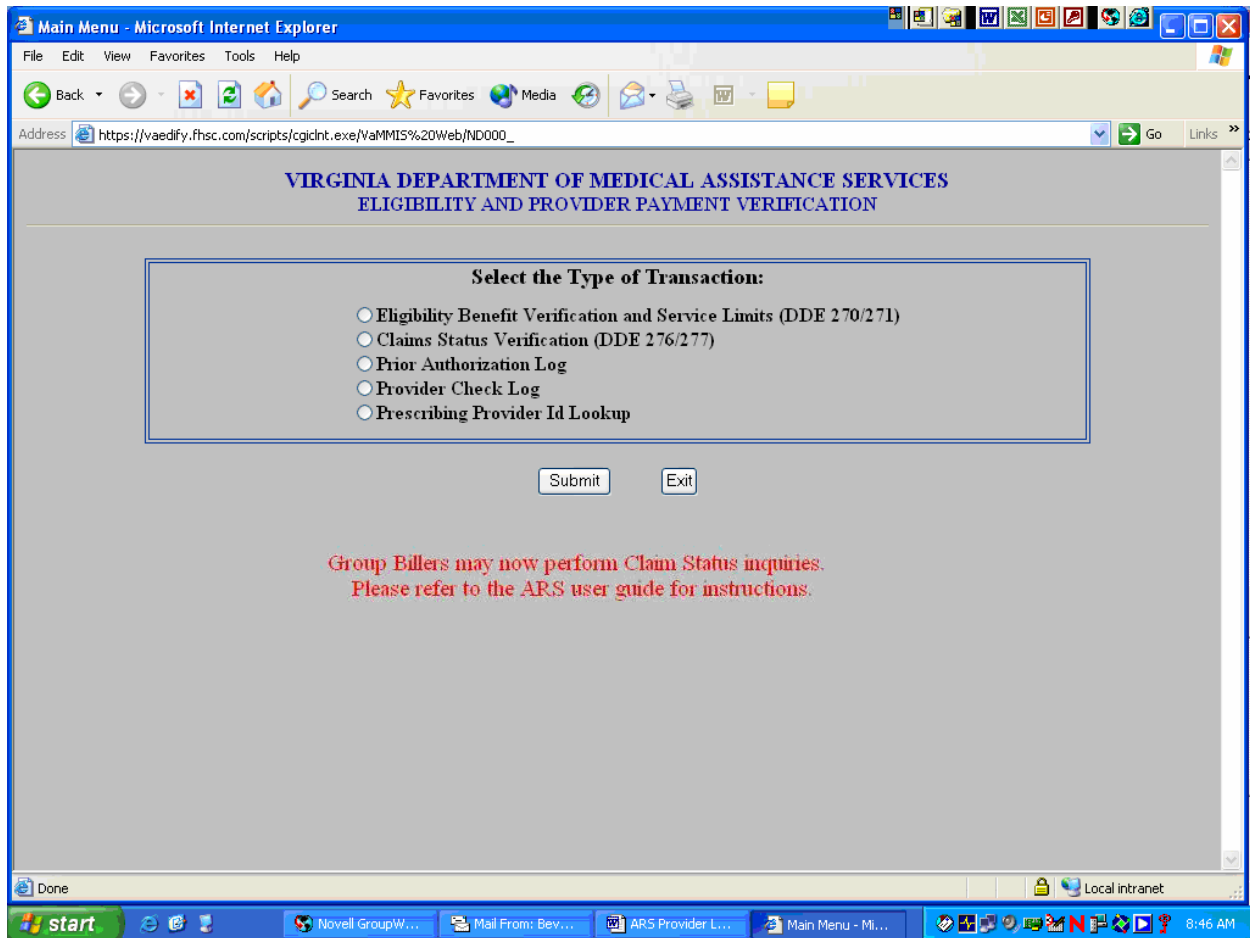 Main Menu - Microsoft Internet Explorer
File Edit View Favorites Tools Help
Back Search Favorites Media
Address https://vaedify.fhsc.com/scripts/cgiclnt.exe/VaMMIS%20Web/ND000_ Go Links »
VIRGINIA DEPARTMENT OF MEDICAL ASSISTANCE SERVICES
ELIGIBILITY AND PROVIDER PAYMENT VERIFICATION
Select the Type of Transaction:
Eligibility Benefit Verification and Service Limits (DDE 270/271)
Claims Status Verification (DDE 276/277)
Prior Authorization Log
Provider Check Log
Prescribing Provider Id Lookup
Submit Exit
Group Billers may now perform Claim Status inquiries.
Please refer to the ARS user guide for instructions.
Done Local intranet
start Novell GroupW... Mail From: Bev... ARS Provider L... Main Menu - Mi... 8:46 AM